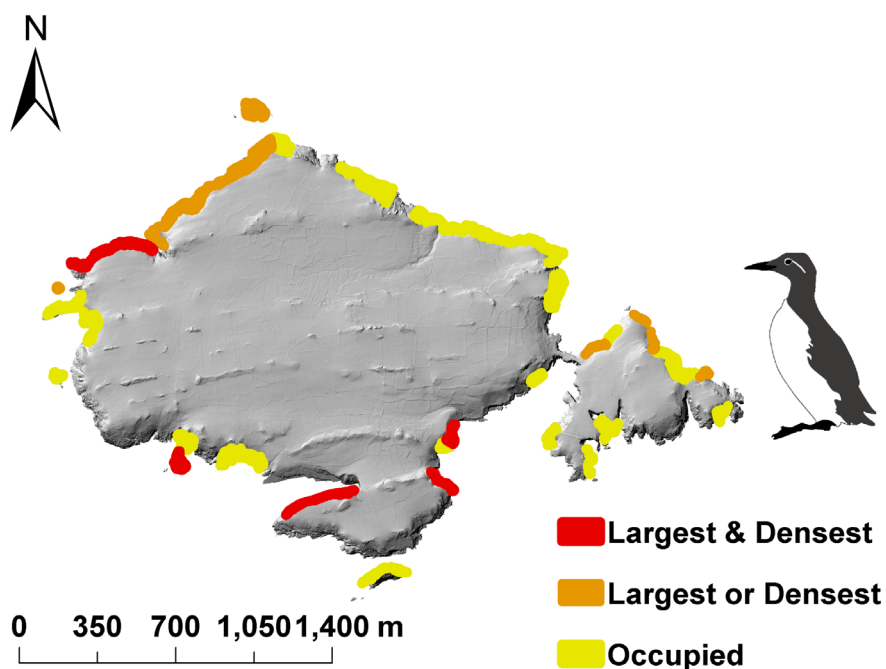 N
Largest & Densest
Largest or Densest
0 350 700 1,050 1,400 m
Occupied